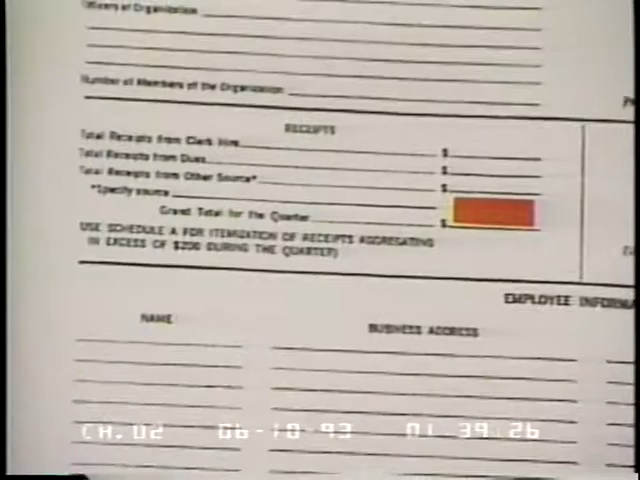 Officers of Organization
Number of Members of the Organization
RECEIPTS
Total Receipts from Clerk Hire $
Total Receipts from Dues $
Total Receipts from Other Source* $
*Specify source
Grand Total for the Quarter $
USE SCHEDULE A FOR ITEMIZATION OF RECEIPTS AGGREGATING
IN EXCESS OF $200 DURING THE QUARTER)
EMPLOYEE INFORMA
NAME
BUSINESS ADDRESS
CH.02 06-10-93 01:39:26